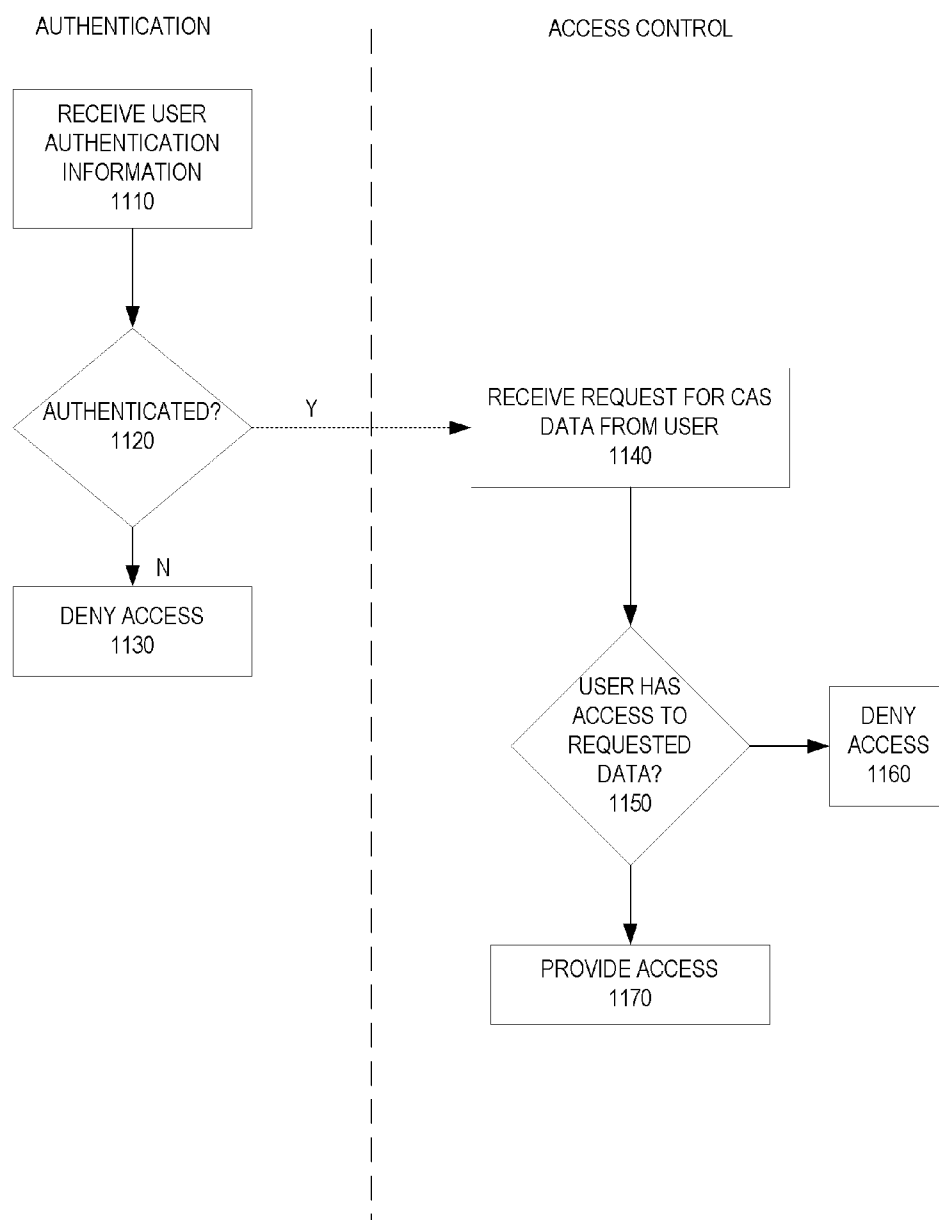 AUTHENTICATION
ACCESS CONTROL
RECEIVE USER
AUTHENTICATION
INFORMATION
1110
AUTHENTICATED?
1120
Y
N
DENY ACCESS
1130
RECEIVE REQUEST FOR CAS
DATA FROM USER
1140
USER HAS
ACCESS TO
REQUESTED
DATA?
1150
DENY
ACCESS
1160
PROVIDE ACCESS
1170